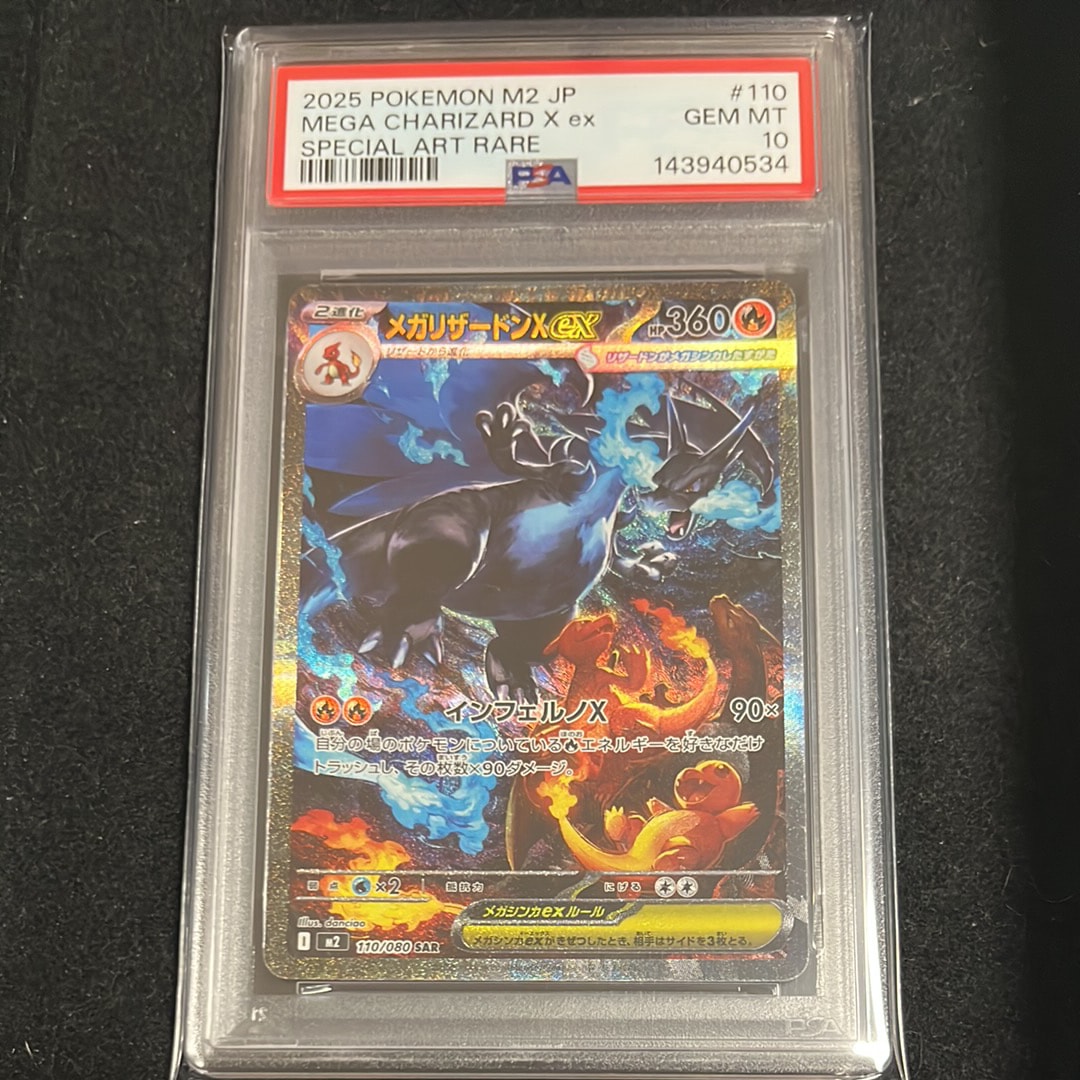 2025 POKEMON M2 JP #110
MEGA CHARIZARD X ex GEM MT
SPECIAL ART RARE 10
PSA 143940534
2進化 メガリザードンXex HP360
リザードから進化 リザードンがメガシンカしたすがた
インフェルノX 90×
自分の場のポケモンについている エネルギーを好きなだけ
トラッシュし、その枚数×90ダメージ。
弱点 ×2 抵抗力 にげる
Illus. danciao
メガシンカexルール
メガシンカexがきぜつしたとき、相手はサイドを3枚とる。
I m2 110/080 SAR
PSA